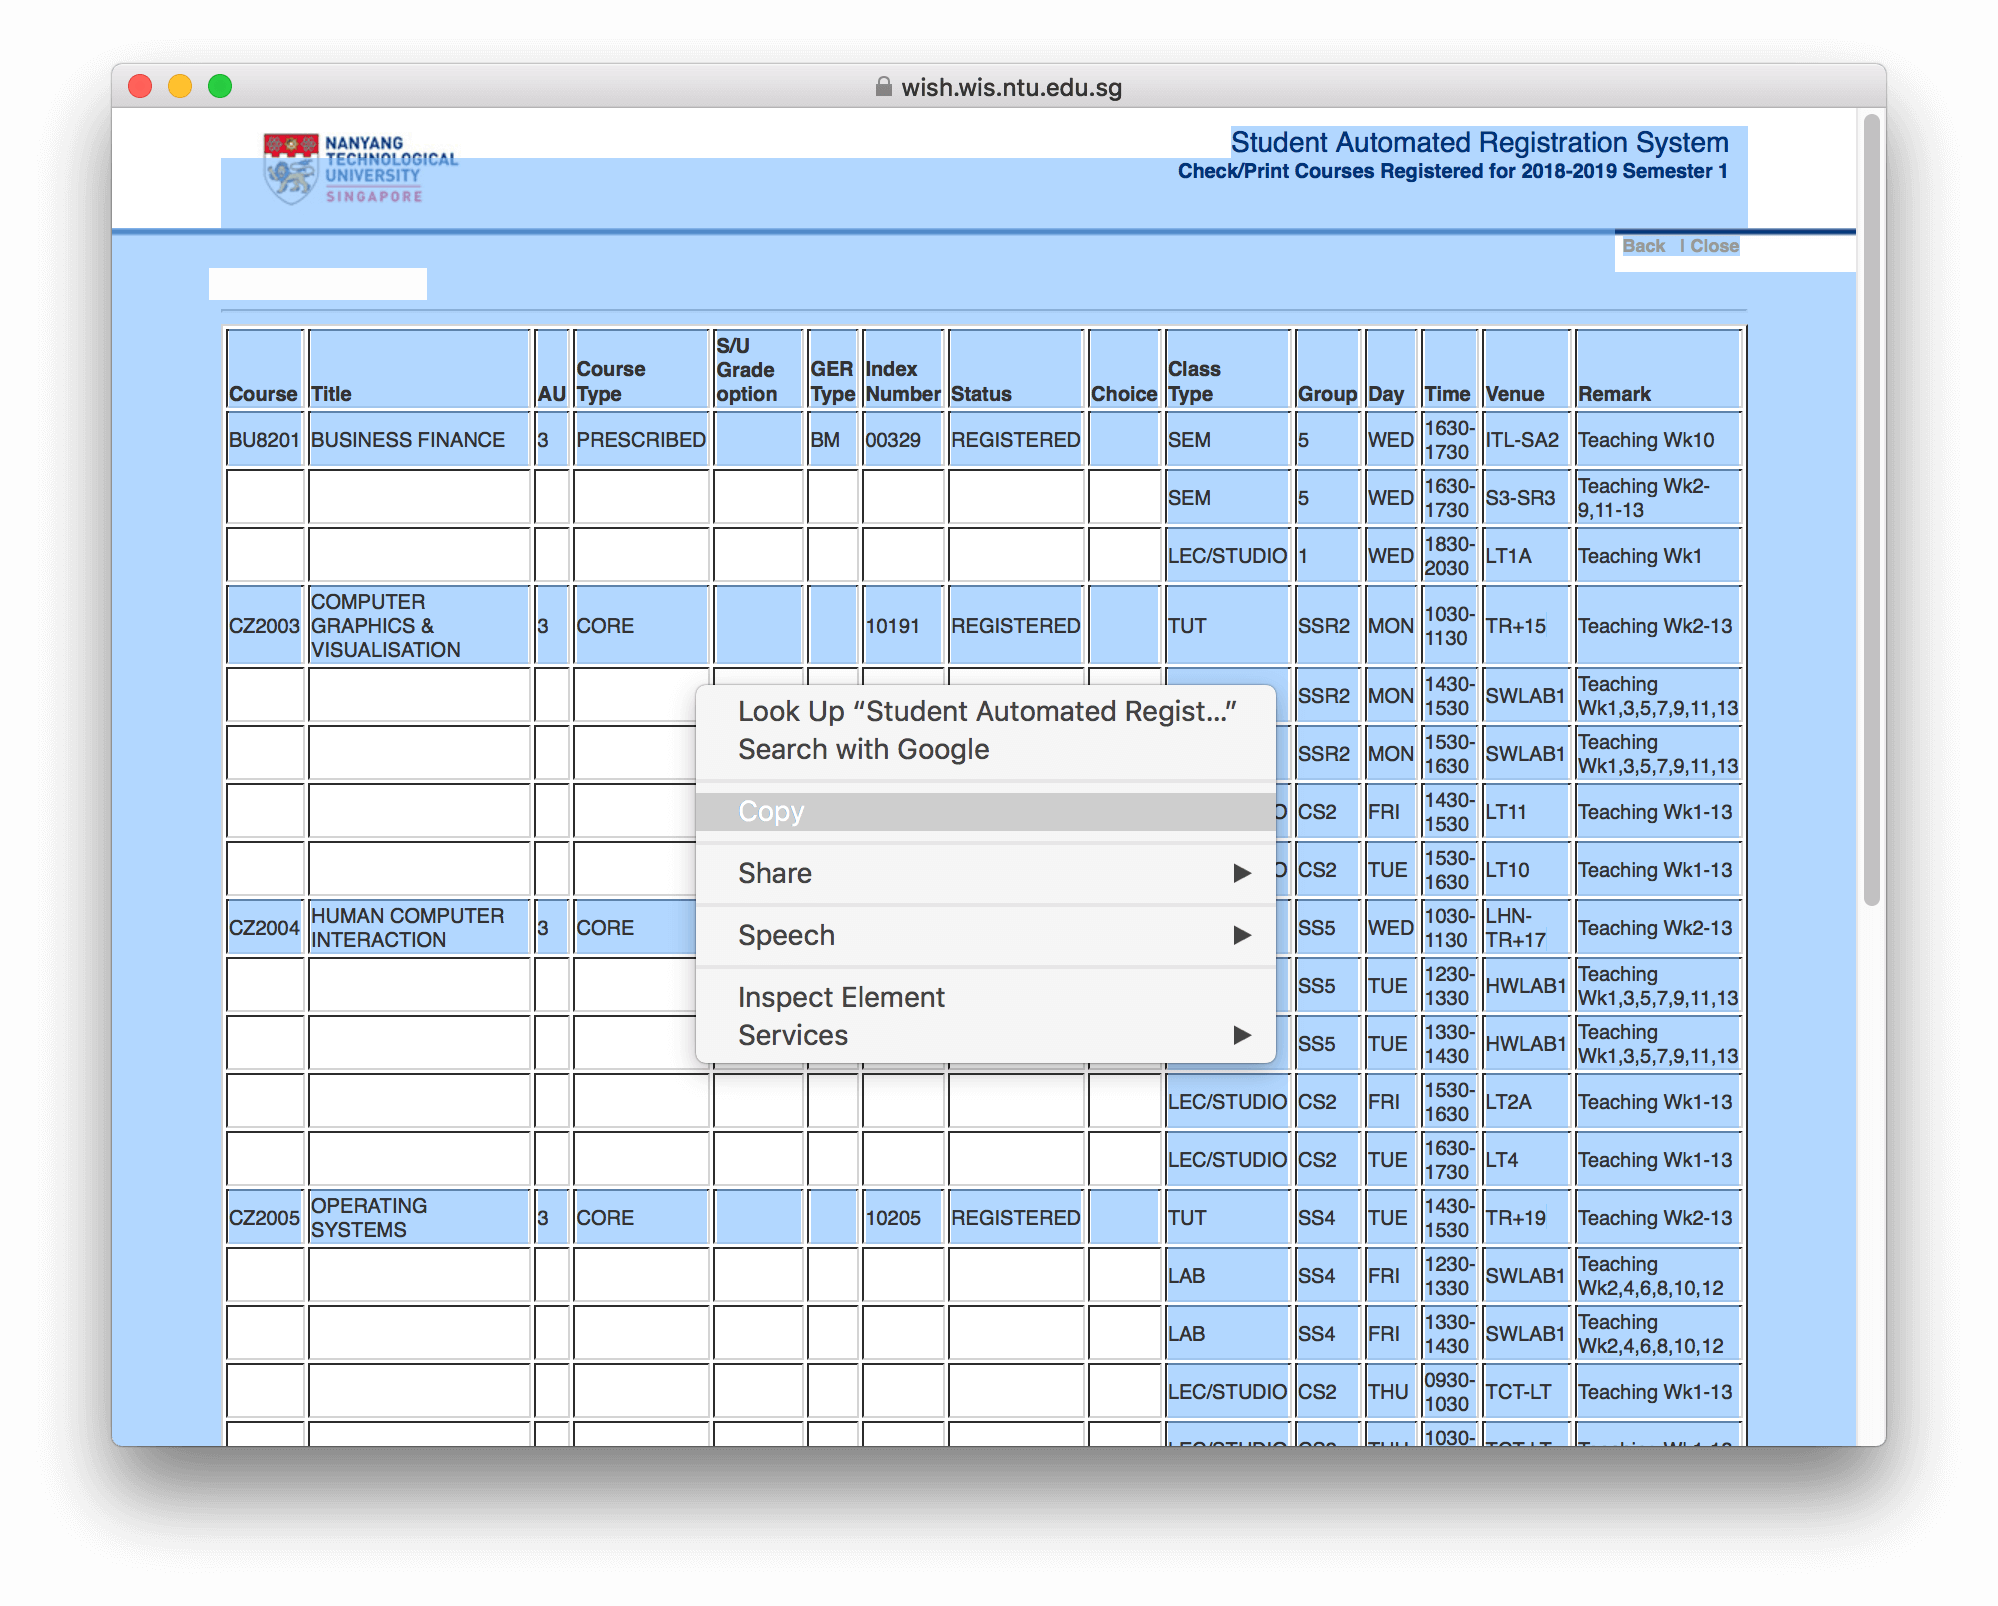 wish.wis.ntu.edu.sg
NANYANG
TECHNOLOGICAL
UNIVERSITY
SINGAPORE
Student Automated Registration System
Check/Print Courses Registered for 2018-2019 Semester 1
Back | Close
Course Title AU Course Type S/U Grade option GER Type Index Number Status Choice Class Type Group Day Time Venue Remark
BU8201 BUSINESS FINANCE 3 PRESCRIBED BM 00329 REGISTERED SEM 5 WED 1630-1730 ITL-SA2 Teaching Wk10
SEM 5 WED 1630-1730 S3-SR3 Teaching Wk2-9,11-13
LEC/STUDIO 1 WED 1830-2030 LT1A Teaching Wk1
CZ2003 COMPUTER GRAPHICS & VISUALISATION 3 CORE 10191 REGISTERED TUT SSR2 MON 1030-1130 TR+15 Teaching Wk2-13
SSR2 MON 1430-1530 SWLAB1 Teaching Wk1,3,5,7,9,11,13
SSR2 MON 1530-1630 SWLAB1 Teaching Wk1,3,5,7,9,11,13
CS2 FRI 1430-1530 LT11 Teaching Wk1-13
CS2 TUE 1530-1630 LT10 Teaching Wk1-13
CZ2004 HUMAN COMPUTER INTERACTION 3 CORE SS5 WED 1030-1130 LHN-TR+17 Teaching Wk2-13
SS5 TUE 1230-1330 HWLAB1 Teaching Wk1,3,5,7,9,11,13
SS5 TUE 1330-1430 HWLAB1 Teaching Wk1,3,5,7,9,11,13
LEC/STUDIO CS2 FRI 1530-1630 LT2A Teaching Wk1-13
LEC/STUDIO CS2 TUE 1630-1730 LT4 Teaching Wk1-13
CZ2005 OPERATING SYSTEMS 3 CORE 10205 REGISTERED TUT SS4 TUE 1430-1530 TR+19 Teaching Wk2-13
LAB SS4 FRI 1230-1330 SWLAB1 Teaching Wk2,4,6,8,10,12
LAB SS4 FRI 1330-1430 SWLAB1 Teaching Wk2,4,6,8,10,12
LEC/STUDIO CS2 THU 0930-1030 TCT-LT Teaching Wk1-13
1030-
Look Up “Student Automated Regist...”
Search with Google
Copy
Share
Speech
Inspect Element
Services